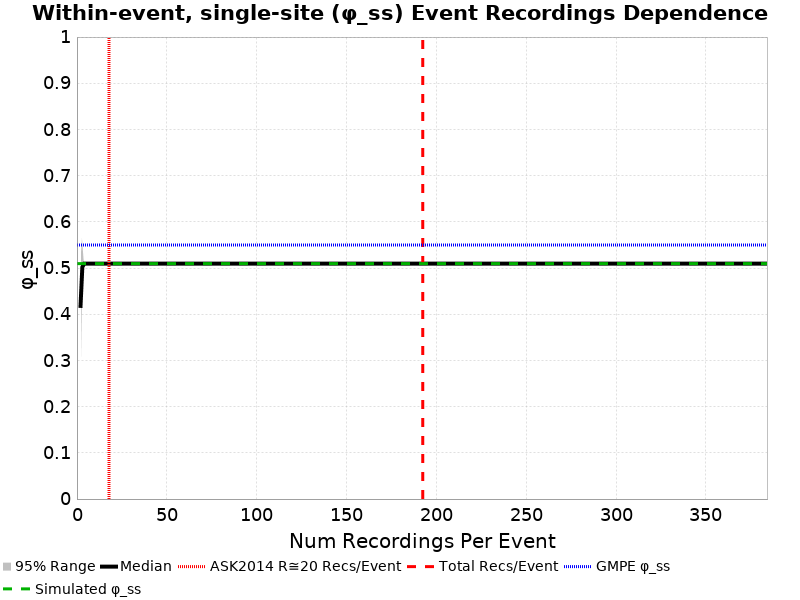 Within-event, single-site (φ_ss) Event Recordings Dependence
1
0.9
0.8
0.7
0.6
0.5
0.4
0.3
0.2
0.1
0
φ_ss
0 50 100 150 200 250 300 350
Num Recordings Per Event
95% Range Median ASK2014 R≅20 Recs/Event Total Recs/Event GMPE φ_ss
Simulated φ_ss